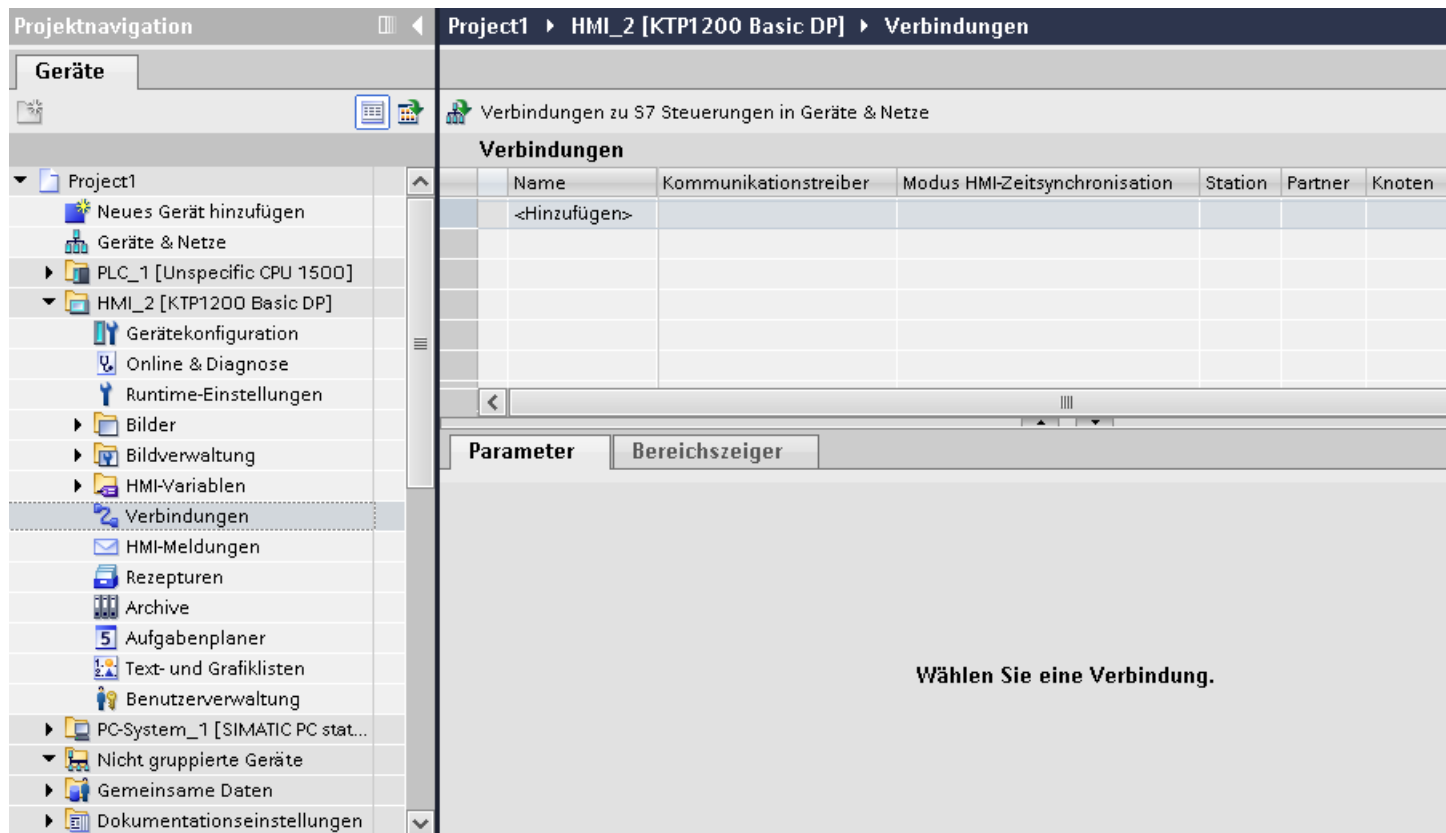 Projektnavigation
Project1 ▸ HMI_2 [KTP1200 Basic DP] ▸ Verbindungen
Geräte
Verbindungen zu S7 Steuerungen in Geräte & Netze
Verbindungen
Name Kommunikationstreiber Modus HMI-Zeitsynchronisation Station Partner Knoten
<Hinzufügen>
Project1
Neues Gerät hinzufügen
Geräte & Netze
PLC_1 [Unspecific CPU 1500]
HMI_2 [KTP1200 Basic DP]
Gerätekonfiguration
Online & Diagnose
Runtime-Einstellungen
Bilder
Bildverwaltung
HMI-Variablen
Verbindungen
HMI-Meldungen
Rezepturen
Archive
Aufgabenplaner
Text- und Grafiklisten
Benutzerverwaltung
PC-System_1 [SIMATIC PC stat...
Nicht gruppierte Geräte
Gemeinsame Daten
Dokumentationseinstellungen
Parameter
Bereichszeiger
Wählen Sie eine Verbindung.